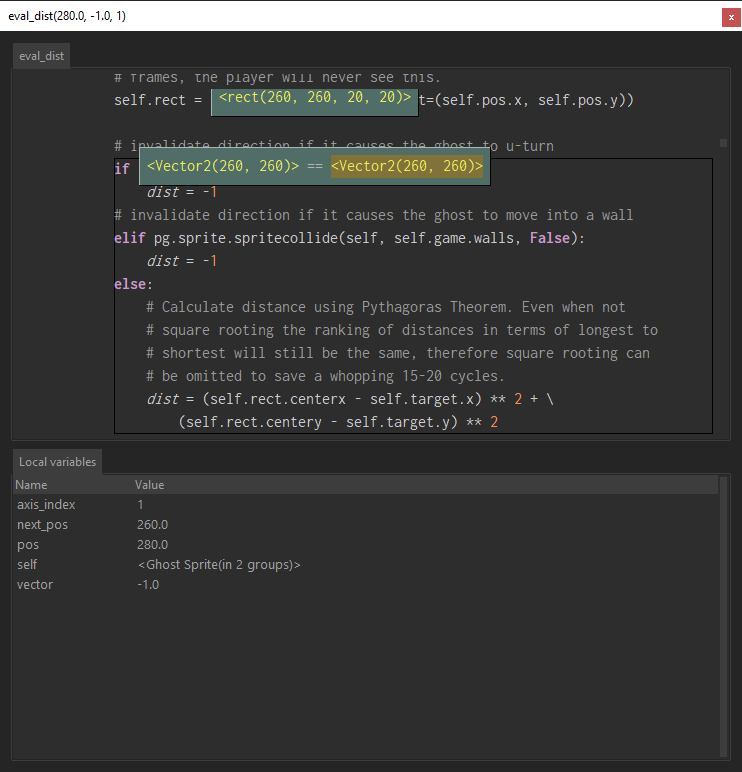 eval_dist(280.0, -1.0, 1)
x
eval_dist
# frames, the player will never see this.
self.rect = <rect(260, 260, 20, 20)>t=(self.pos.x, self.pos.y))
# invalidate direction if it causes the ghost to u-turn
if <Vector2(260, 260)> == <Vector2(260, 260)>
dist = -1
# invalidate direction if it causes the ghost to move into a wall
elif pg.sprite.spritecollide(self, self.game.walls, False):
dist = -1
else:
# Calculate distance using Pythagoras Theorem. Even when not
# square rooting the ranking of distances in terms of longest to
# shortest will still be the same, therefore square rooting can
# be omitted to save a whopping 15-20 cycles.
dist = (self.rect.centerx - self.target.x) ** 2 + \
(self.rect.centery - self.target.y) ** 2
Local variables
Name Value
axis_index 1
next_pos 260.0
pos 280.0
self <Ghost Sprite(in 2 groups)>
vector -1.0